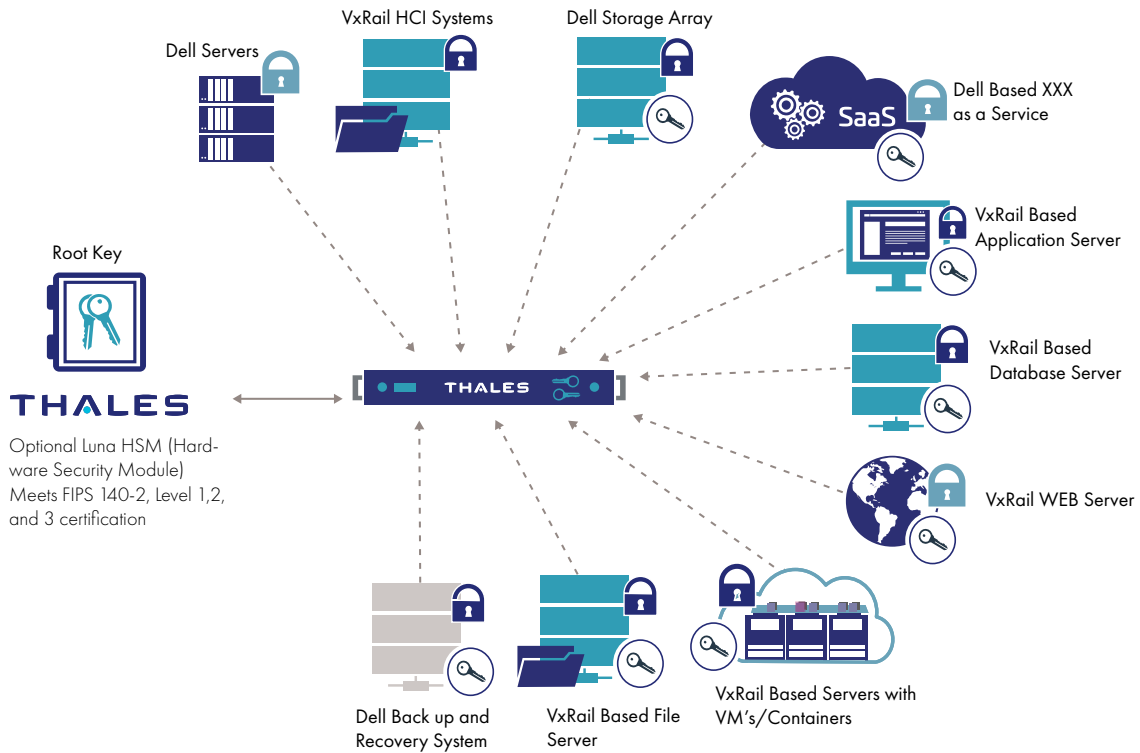 VxRail HCI Systems
Dell Storage Array
Dell Servers
SaaS
Dell Based XXX
as a Service
VxRail Based
Application Server
Root Key
THALES
VxRail Based
Database Server
THALES
Optional Luna HSM (Hard-
ware Security Module)
Meets FIPS 140-2, Level 1,2,
and 3 certification
VxRail WEB Server
Dell Back up and
Recovery System
VxRail Based File
Server
VxRail Based Servers with
VM's/Containers